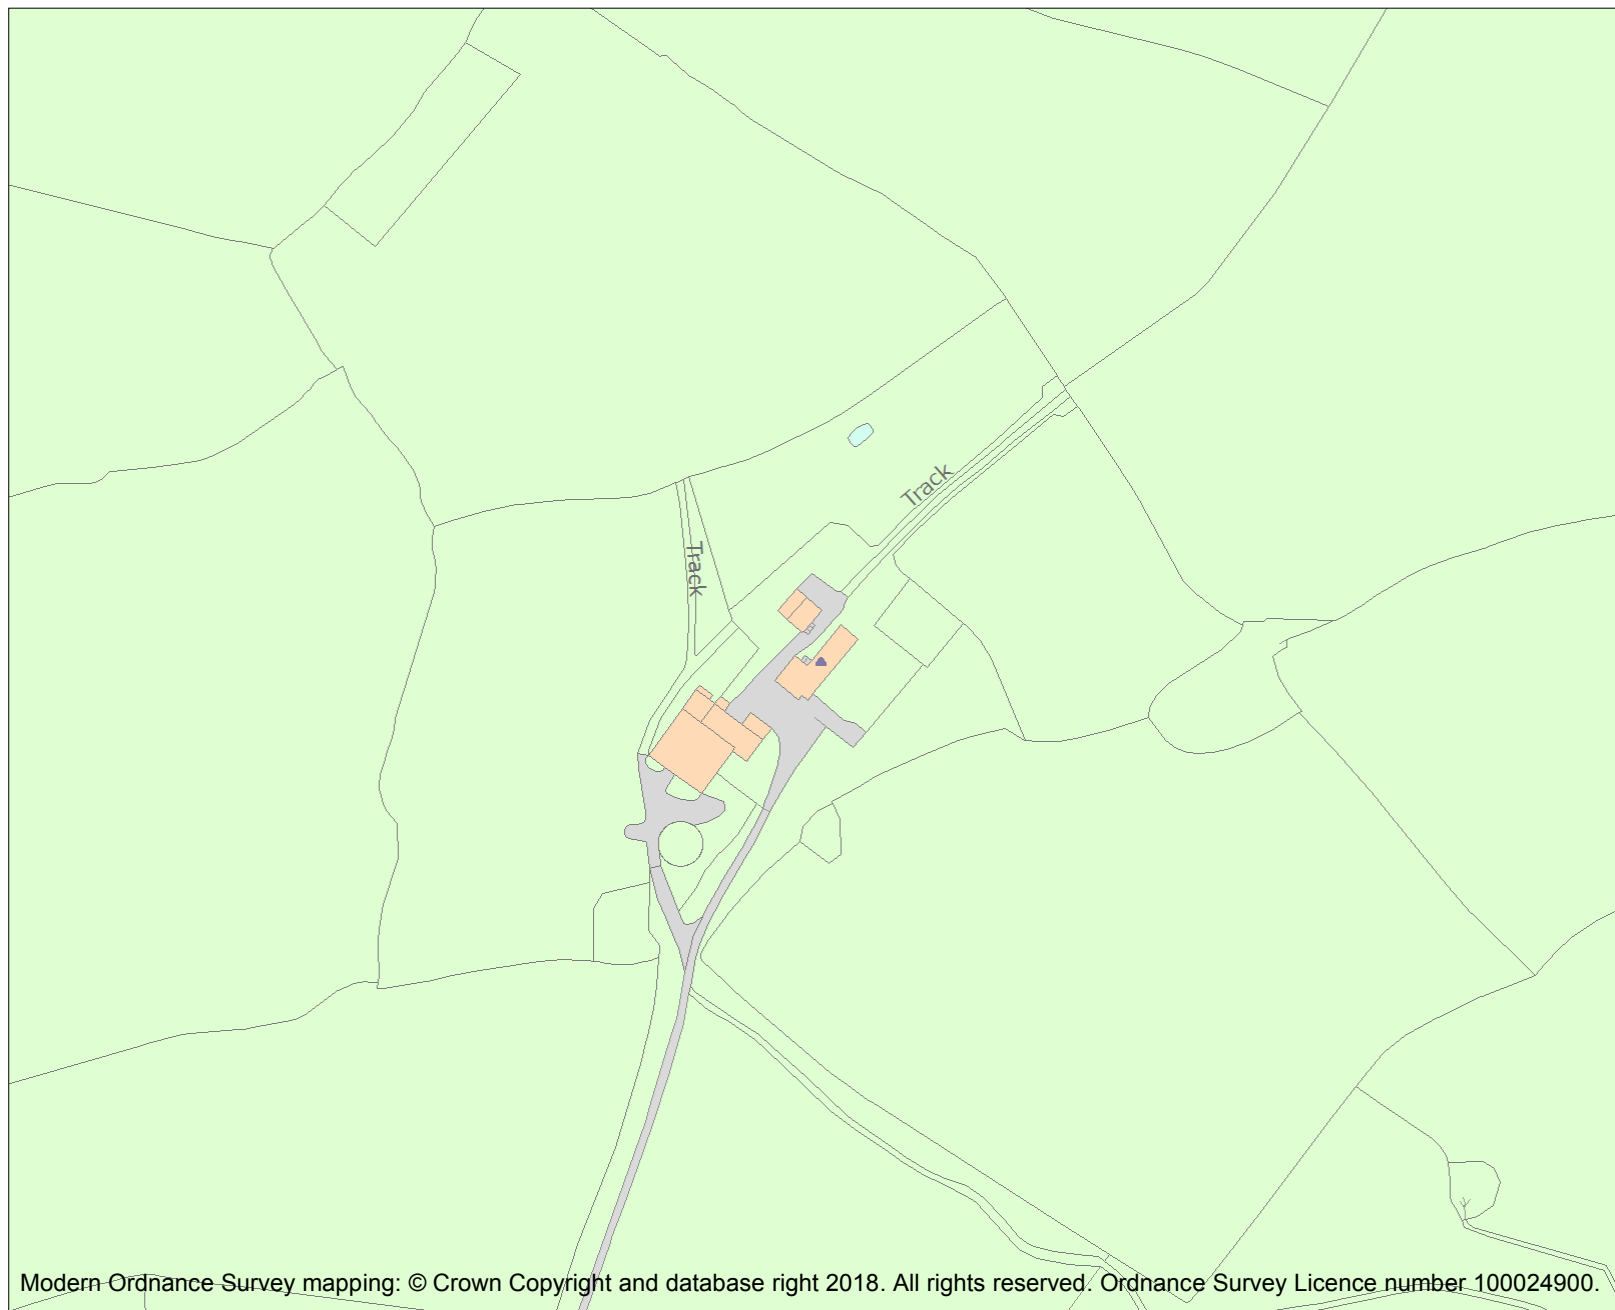 Track
Track
Modern Ordnance Survey mapping: © Crown Copyright and database right 2018. All rights reserved. Ordnance Survey Licence number 100024900.